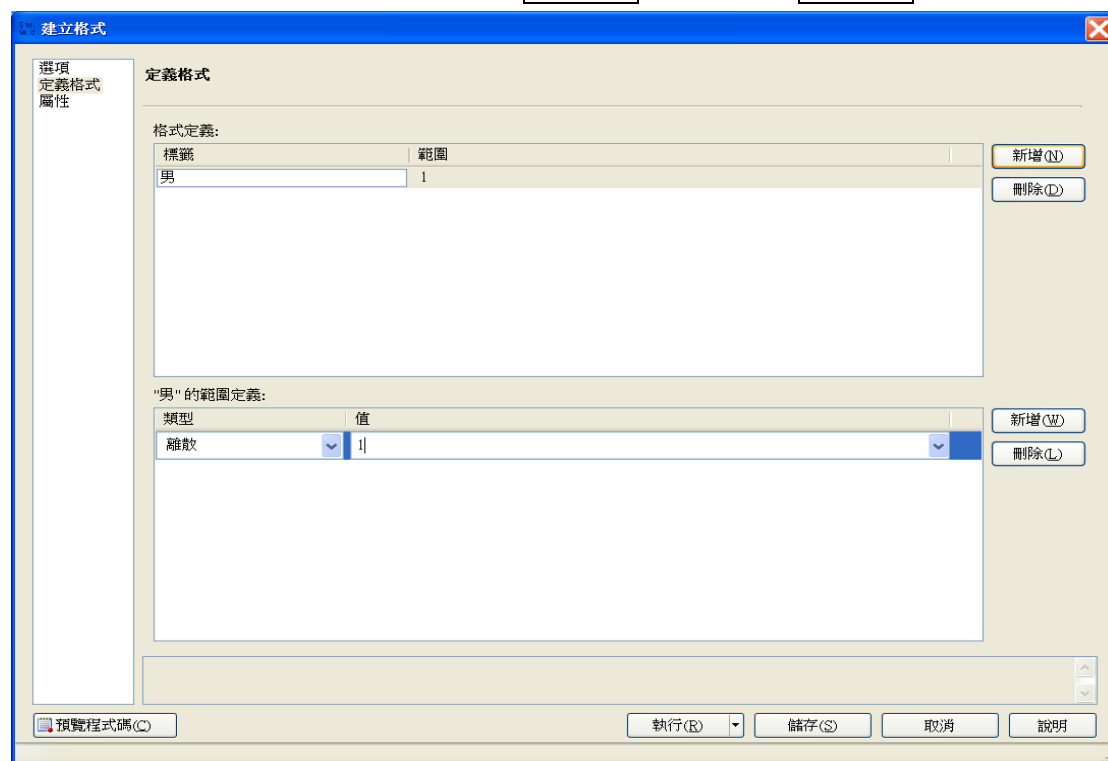 建立格式
選項
定義格式
屬性
定義格式
格式定義:
標籤 範圍
男 1
新增(N)
刪除(D)
"男" 的範圍定義:
類型 值
離散 1
新增(W)
刪除(L)
預覽程式碼(C) 執行(R) 儲存(S) 取消 說明